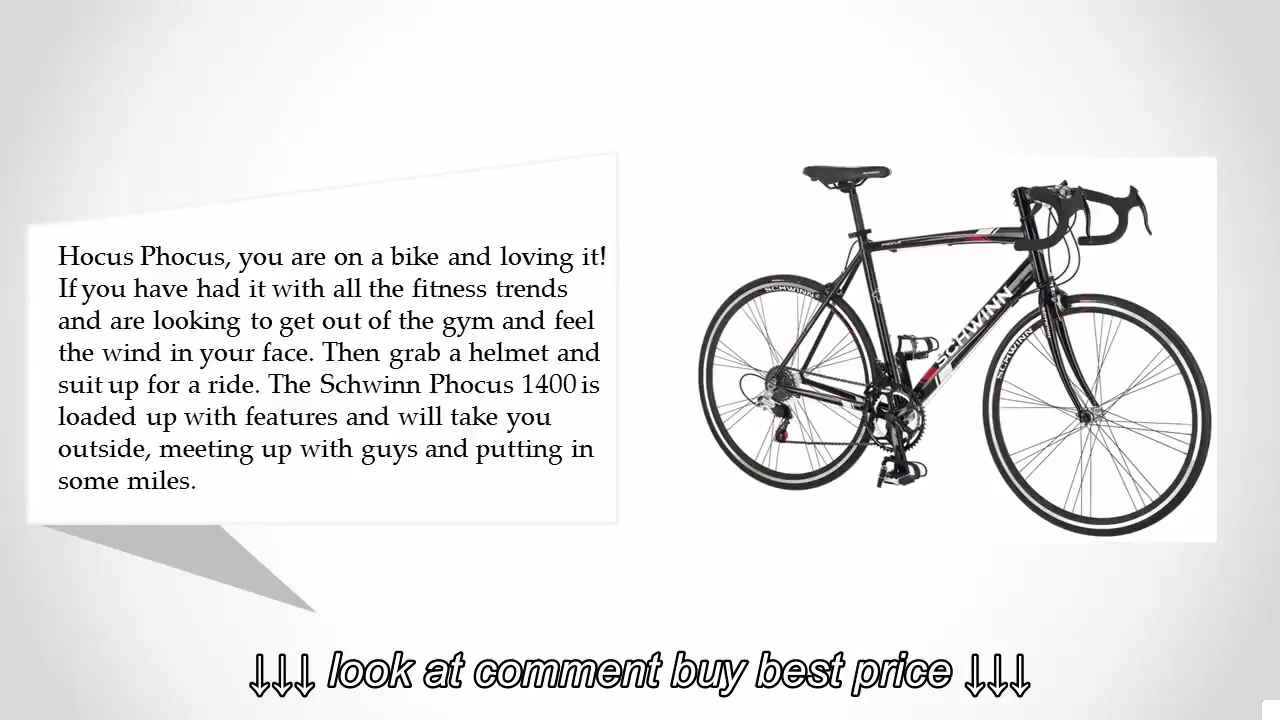 Hocus Phocus, you are on a bike and loving it!
If you have had it with all the fitness trends
and are looking to get out of the gym and feel
the wind in your face. Then grab a helmet and
suit up for a ride. The Schwinn Phocus 1400 is
loaded up with features and will take you
outside, meeting up with guys and putting in
some miles.
SCHWINN
SCHWINN
SCHWINN
↓↓↓ look at comment buy best price ↓↓↓